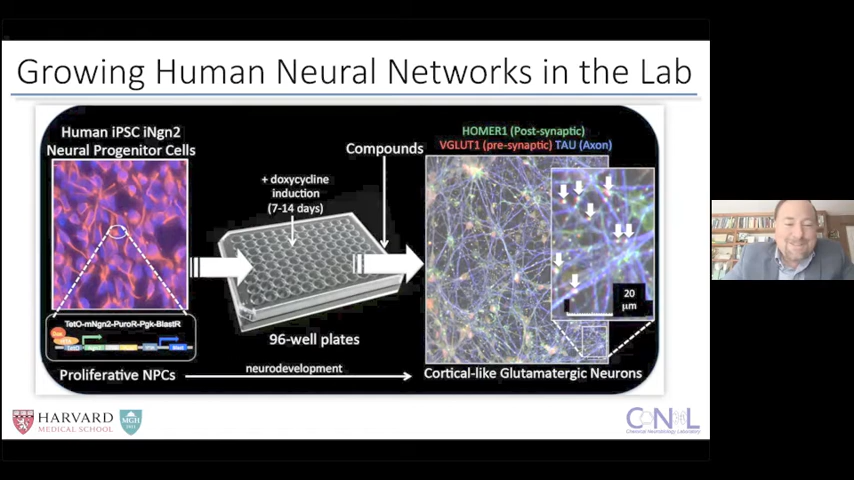 Growing Human Neural Networks in the Lab
Human iPSC iNgn2
Neural Progenitor Cells
+ doxycycline
induction
(7-14 days)
Compounds
HOMER1 (Post-synaptic)
VGLUT1 (pre-synaptic) TAU (Axon)
20
μm
TetO-mNgn2-PuroR-Pgk-BlastR
96-well plates
Proliferative NPCs
neurodevelopment
Cortical-like Glutamatergic Neurons
HARVARD
MEDICAL SCHOOL
MGH
1811
Chemical Neurobiology Laboratory